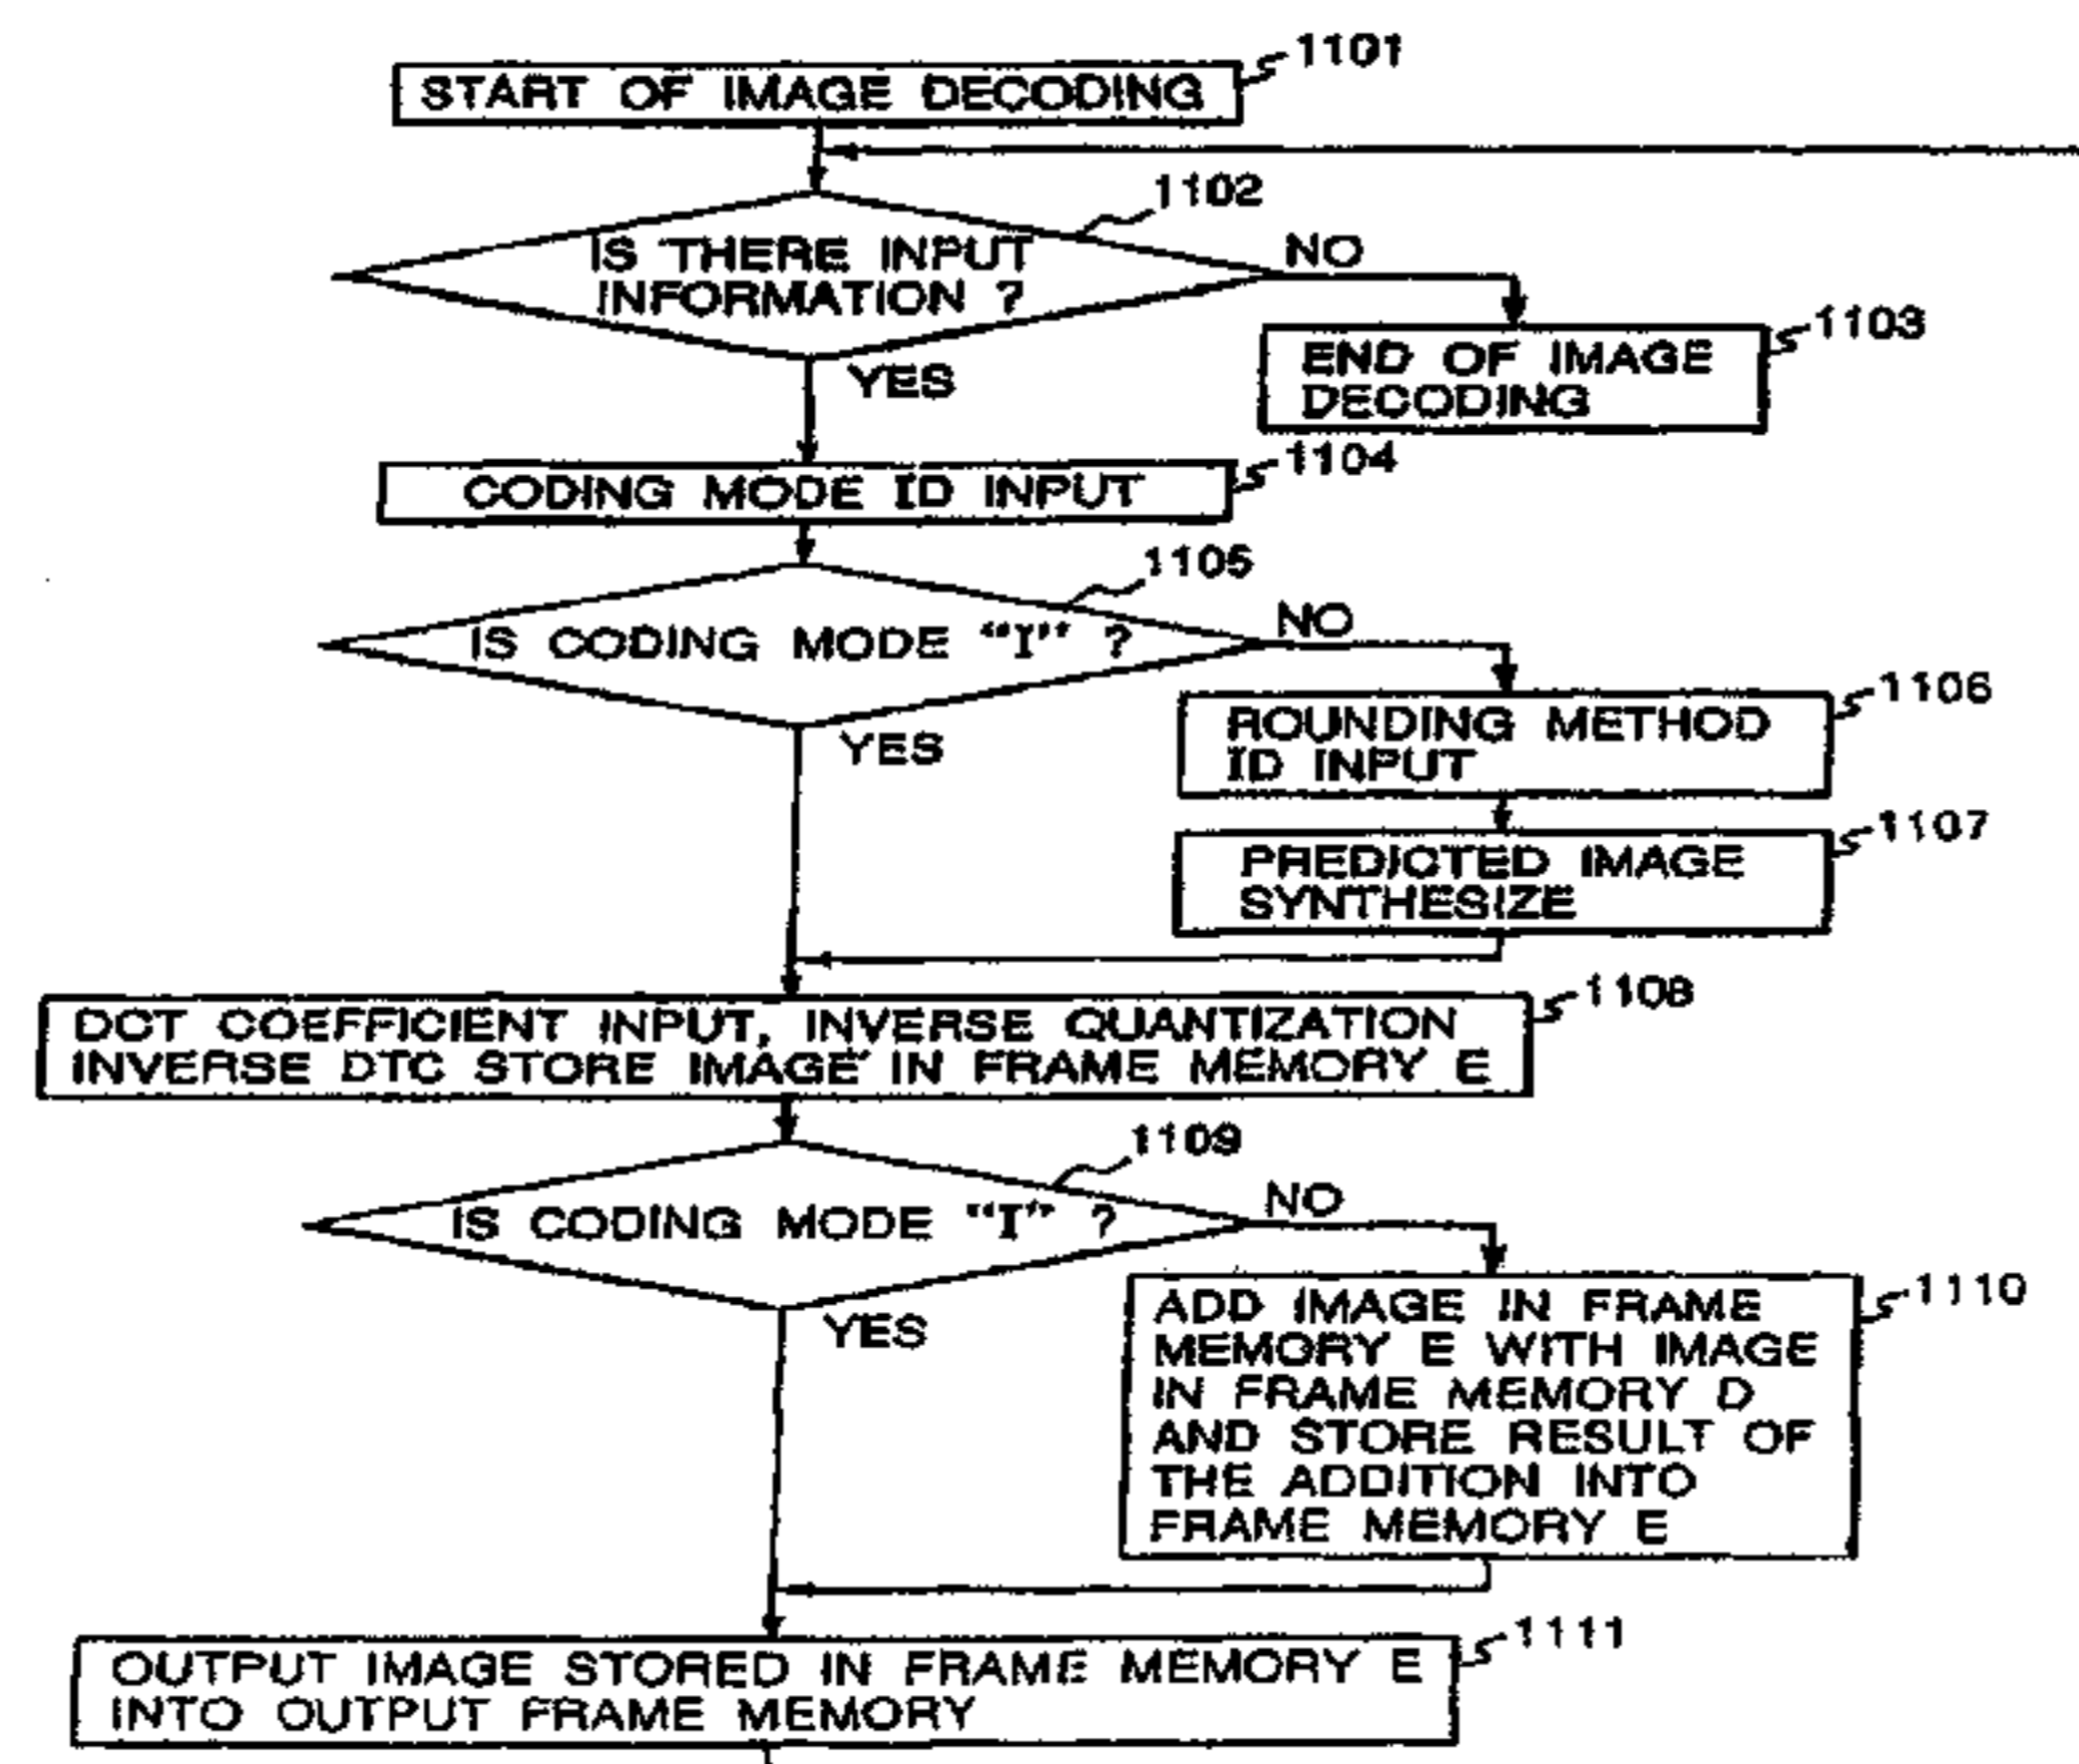 1101
START OF IMAGE DECODING
1102
IS THERE INPUT
INFORMATION ?
NO
YES
1103
END OF IMAGE
DECODING
1104
CODING MODE ID INPUT
1105
IS CODING MODE "I" ?
NO
YES
1106
ROUNDING METHOD
ID INPUT
1107
PREDICTED IMAGE
SYNTHESIZE
1108
DCT COEFFICIENT INPUT, INVERSE QUANTIZATION
INVERSE DTC STORE IMAGE' IN FRAME MEMORY E
1109
IS CODING MODE "I" ?
NO
YES
1110
ADD IMAGE IN FRAME
MEMORY E WITH IMAGE
IN FRAME MEMORY D
AND STORE RESULT OF
THE ADDITION INTO
FRAME MEMORY E
1111
OUTPUT IMAGE STORED IN FRAME MEMORY E
INTO OUTPUT FRAME MEMORY